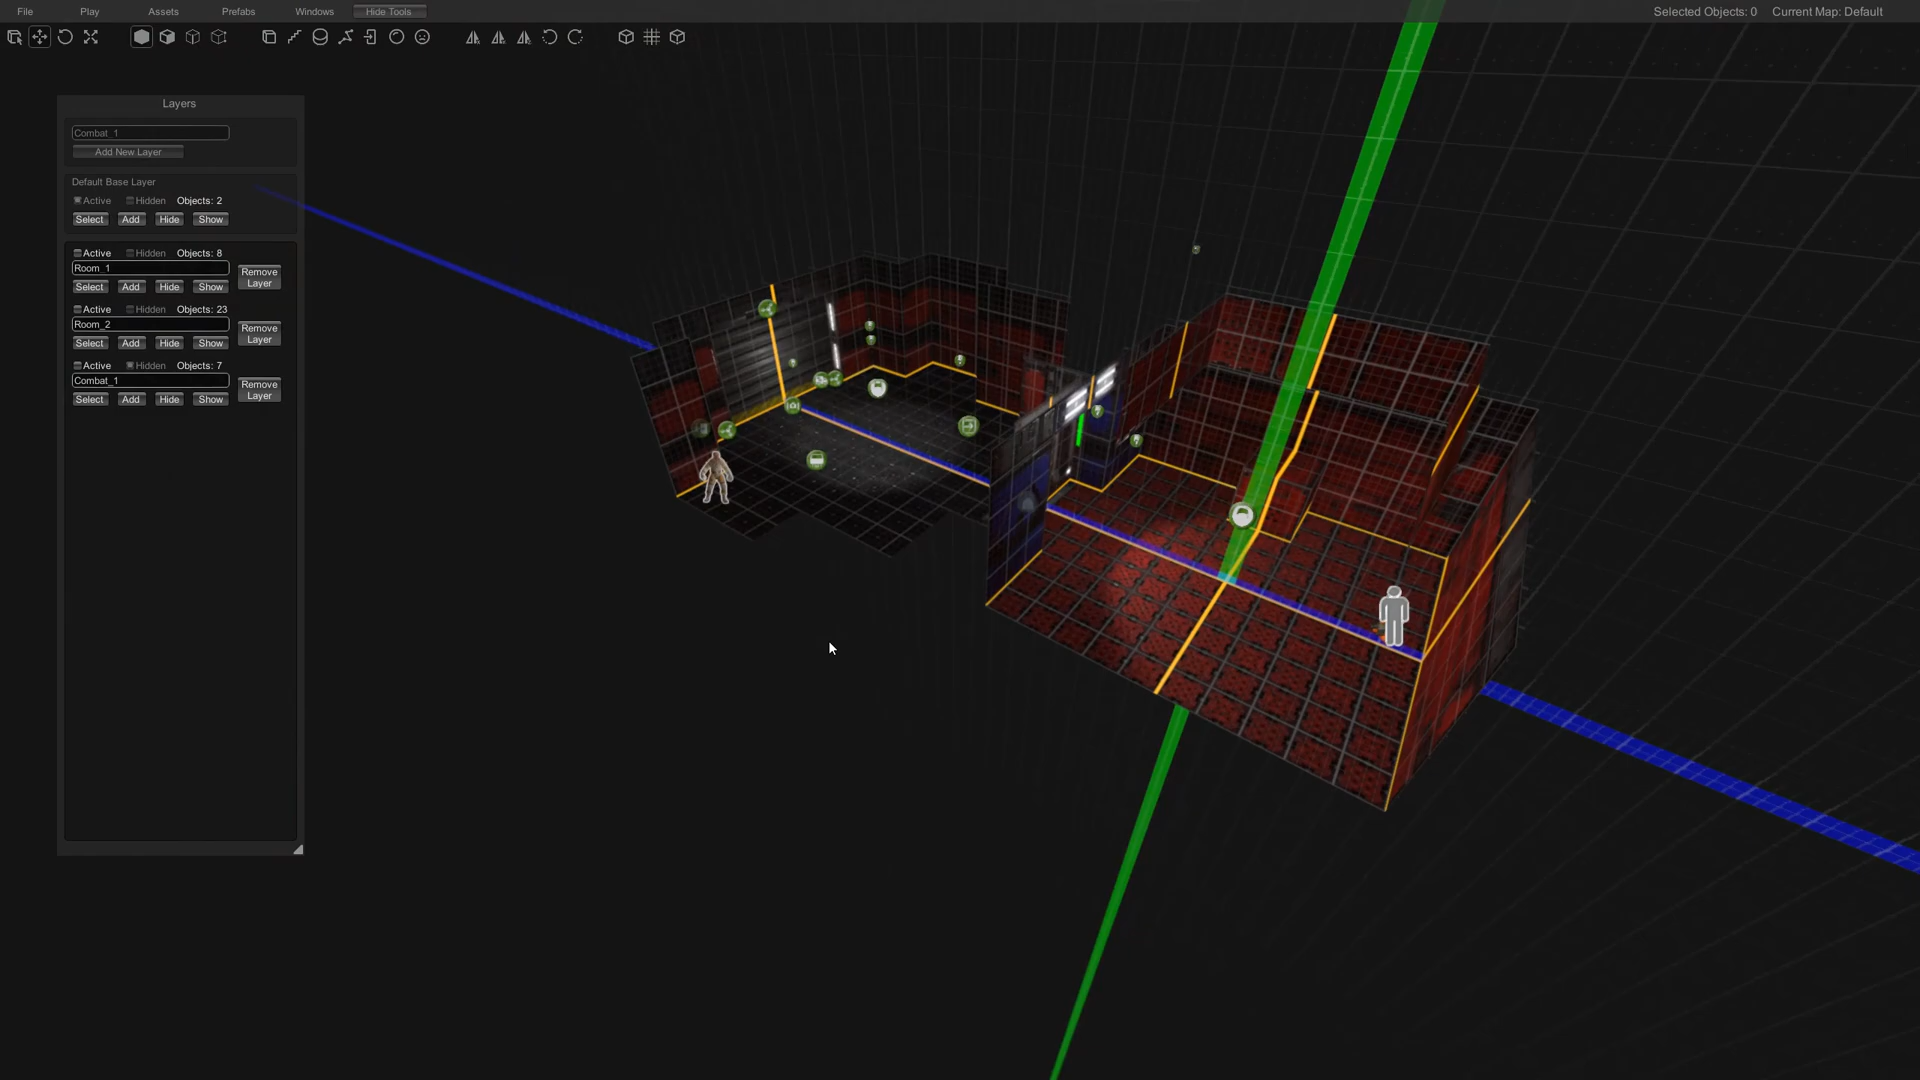 File Play Assets Prefabs Windows Hide Tools Selected Objects: 0 Current Map: Default
Layers
Combat_1
Add New Layer
Default Base Layer
Active Hidden Objects: 2
Select Add Hide Show
Active Hidden Objects: 8
Room_1
Remove Layer
Select Add Hide Show
Active Hidden Objects: 23
Room_2
Remove Layer
Select Add Hide Show
Active Hidden Objects: 7
Combat_1
Remove Layer
Select Add Hide Show